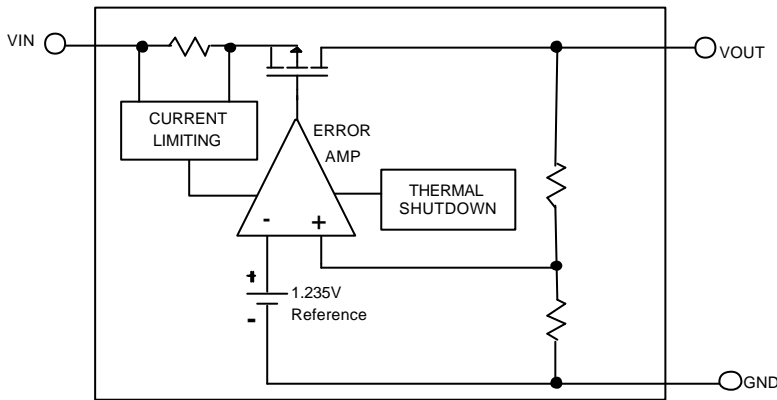 VIN
VOUT
CURRENT
LIMITING
ERROR
AMP
THERMAL
SHUTDOWN
- +
+
1.235V
-
Reference
GND